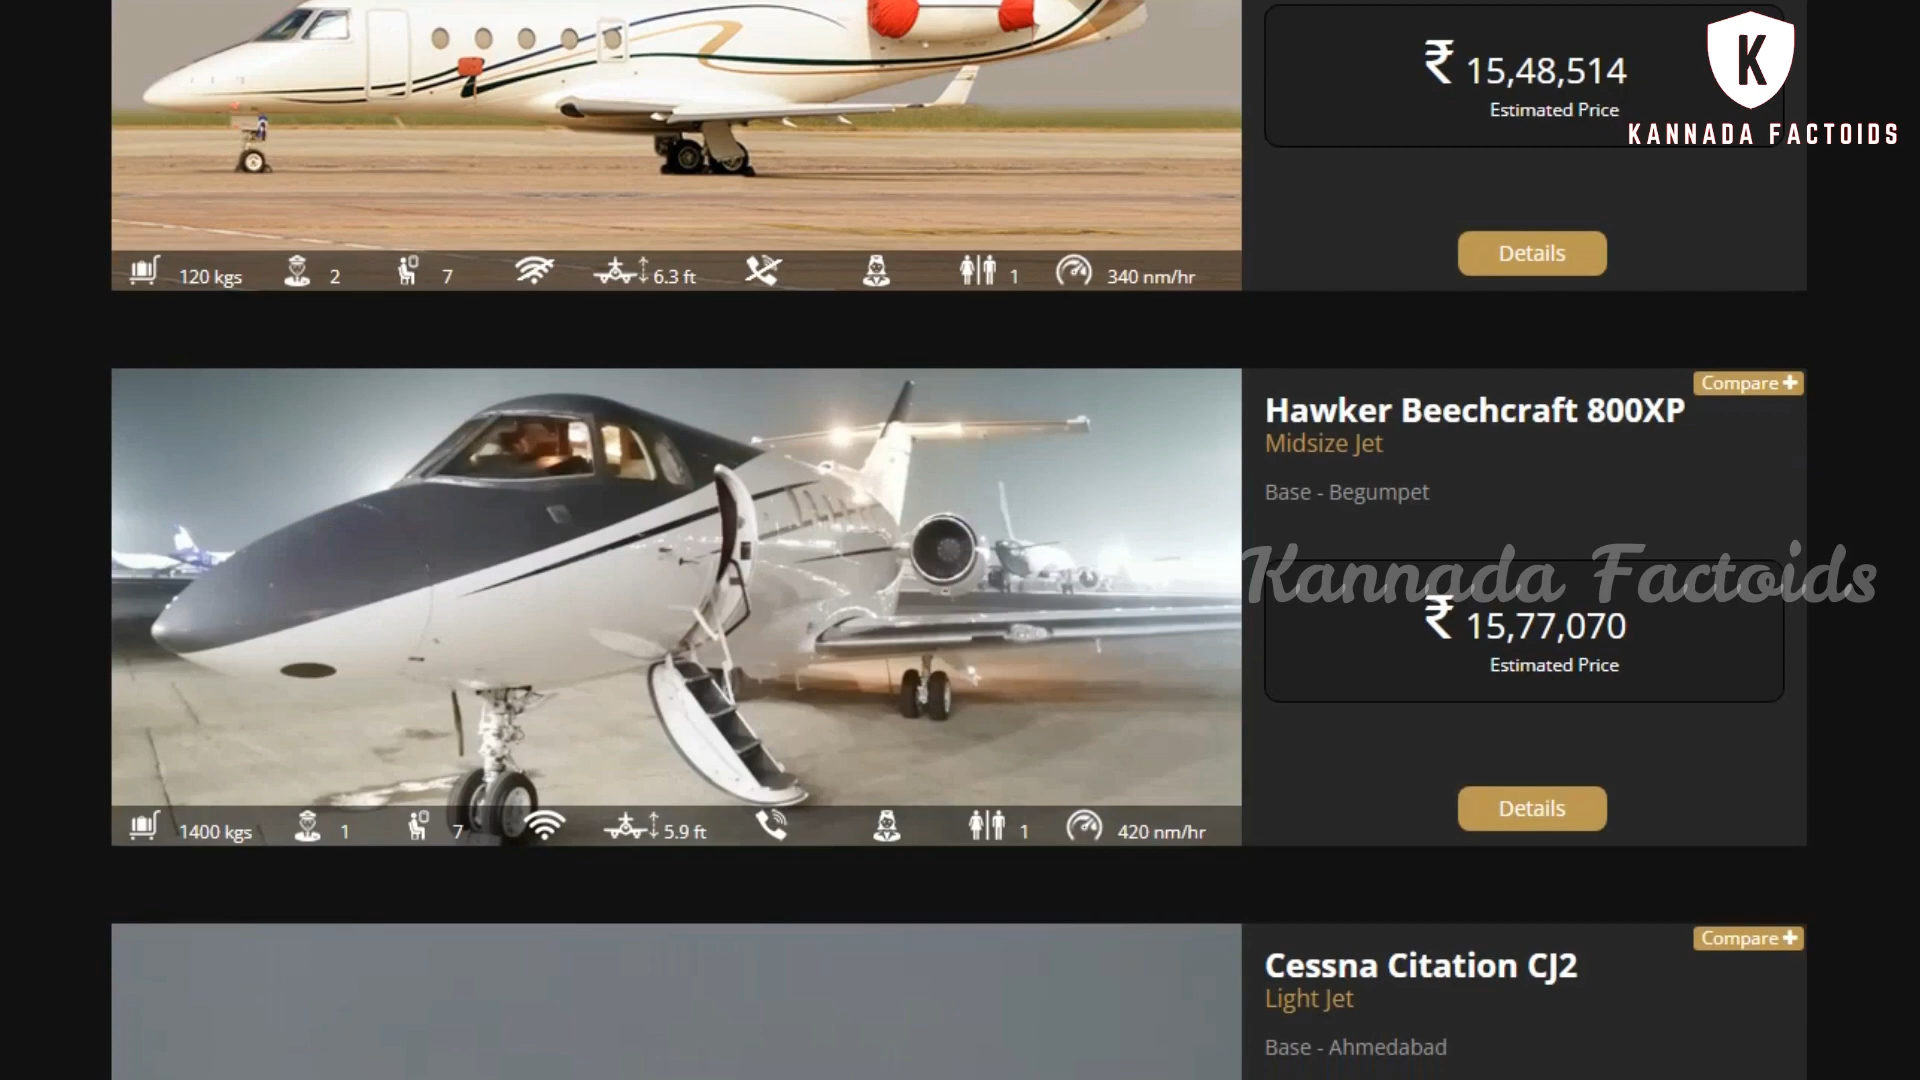 ₹ 15,48,514
Estimated Price
K
KANNADA FACTOIDS
Details
120 kgs 2 7 6.3 ft 1 340 nm/hr
Compare +
Hawker Beechcraft 800XP
Midsize Jet
Base - Begumpet
Kannada Factoids
₹ 15,77,070
Estimated Price
Details
1400 kgs 1 7 5.9 ft 1 420 nm/hr
Compare +
Cessna Citation CJ2
Light Jet
Base - Ahmedabad